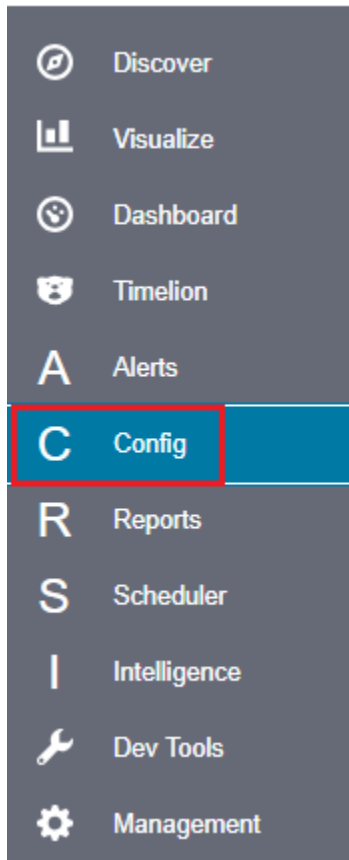 Discover
Visualize
Dashboard
Timelion
A Alerts
C Config
R Reports
S Scheduler
I Intelligence
Dev Tools
Management